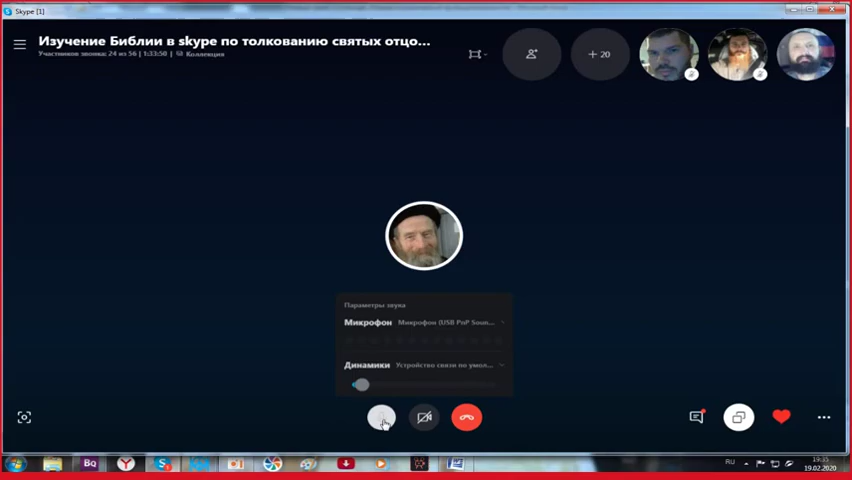 Skype [1]
Изучение Библии в skype по толкованию святых отцо...
Участников звонка: 24 из 56 | 1:33:50 | Коллекция
+ 20
Параметры звука
Микрофон Микрофон (USB PnP Soun...
Динамики Устройство связи по умол...
Bq
RU
19:35
19.02.2020